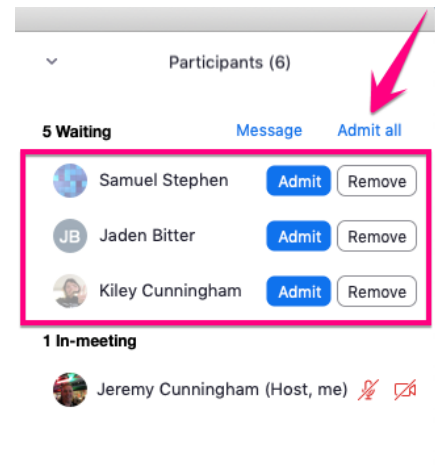 Participants (6)
5 Waiting Message Admit all
Samuel Stephen Admit Remove
JB Jaden Bitter Admit Remove
Kiley Cunningham Admit Remove
1 In-meeting
Jeremy Cunningham (Host, me)